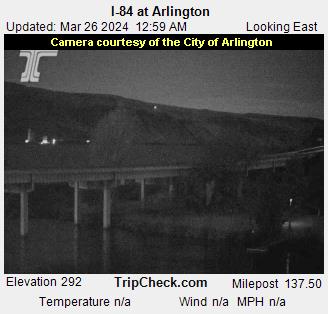 I-84 at Arlington
Updated: Mar 26 2024 12:59 AM Looking East
Camera courtesy of the City of Arlington
Elevation 292 TripCheck.com Milepost 137.50
Temperature n/a Wind n/a MPH n/a